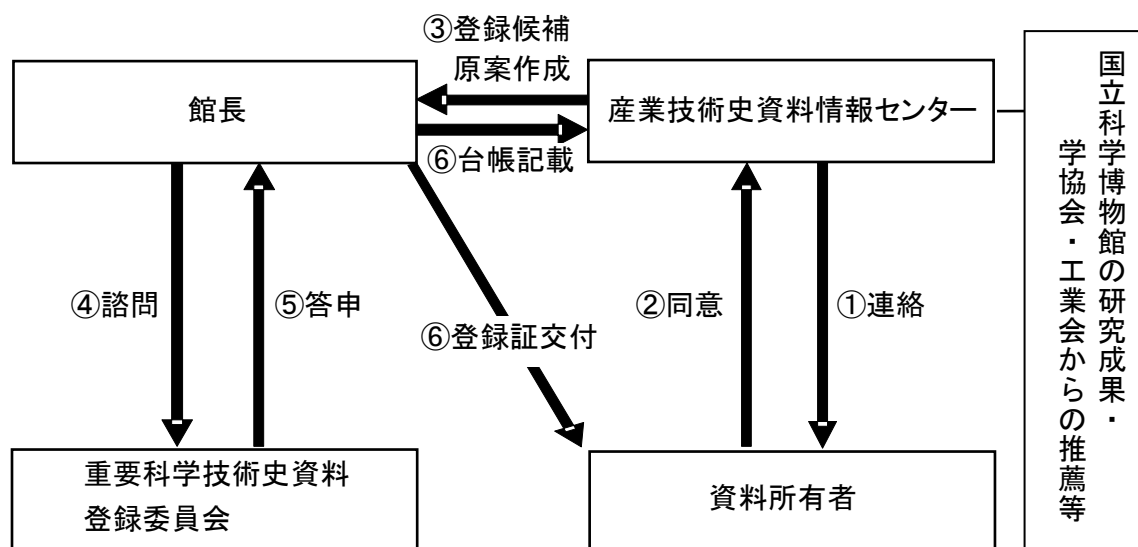 ③登録候補
原案作成
館長
産業技術史資料情報センター
⑥台帳記載
④諮問
⑤答申
②同意
①連絡
⑥登録証交付
重要科学技術史資料
登録委員会
資料所有者
国立科学博物館の研究成果・
学協会・工業会からの推薦等